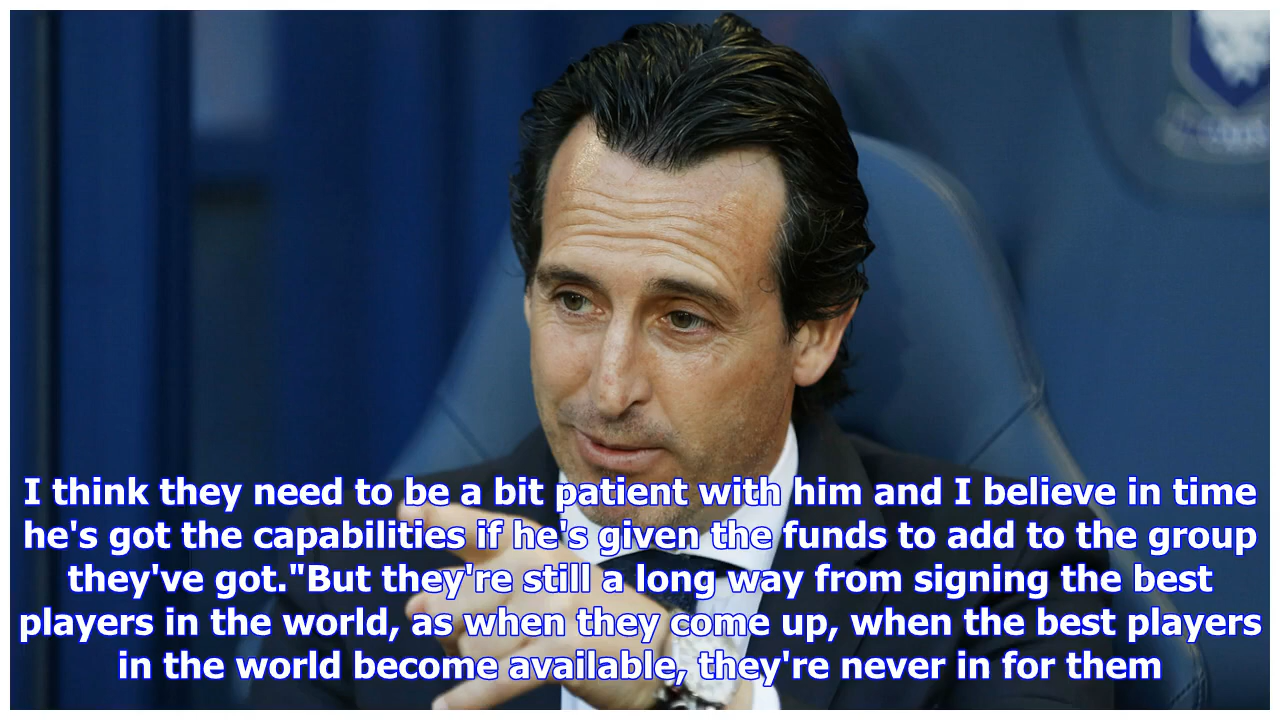 I think they need to be a bit patient with him and I believe in time
he's got the capabilities if he's given the funds to add to the group
they've got."But they're still a long way from signing the best
players in the world, as when they come up, when the best players
in the world become available, they're never in for them